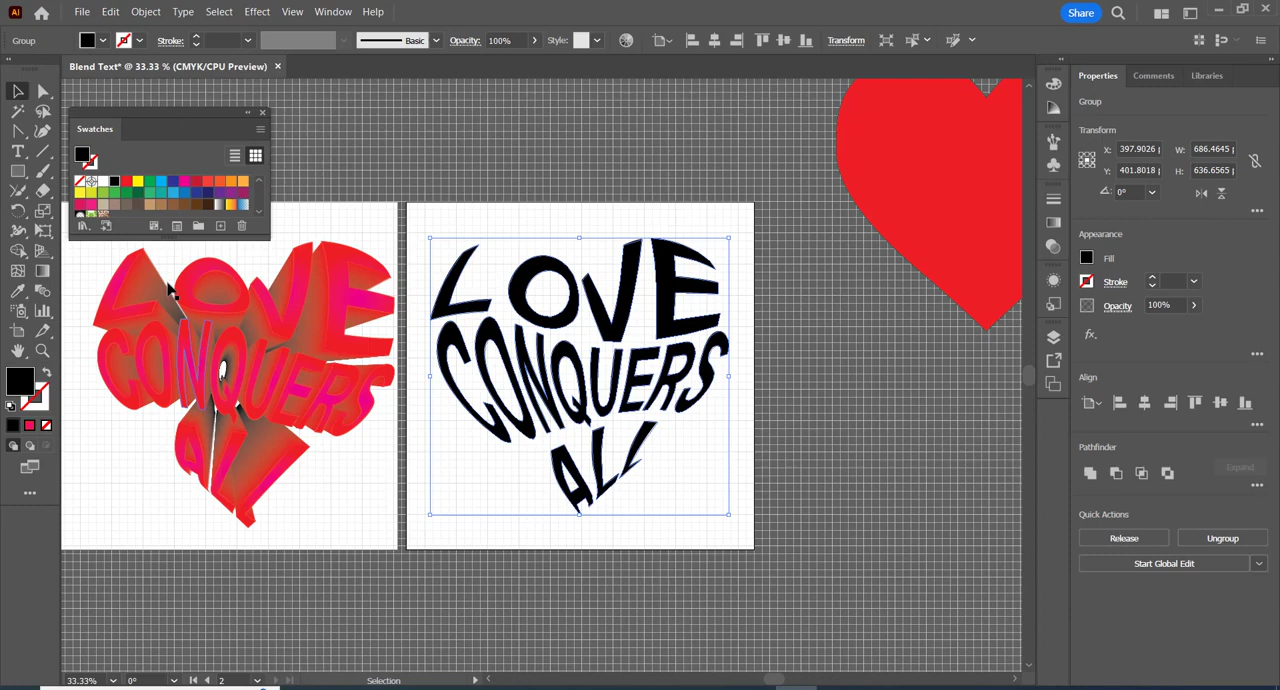 Ai File Edit Object Type Select Effect View Window Help Share
Group Stroke: Basic Opacity: 100% Style: Transform
Blend Text* @ 33.33 % (CMYK/CPU Preview)
Properties Comments Libraries
Group
Swatches
Transform
X: 397.9026 W: 686.4645
Y: 401.8018 H: 636.6565
0°
Appearance
Fill
Stroke
Opacity 100%
fx.
Align
Pathfinder
Expand
Quick Actions
Release Ungroup
Start Global Edit
LOVE
CONQUERS
ALL
LOVE
CONQUERS
ALL
33.33% 0° 2 Selection